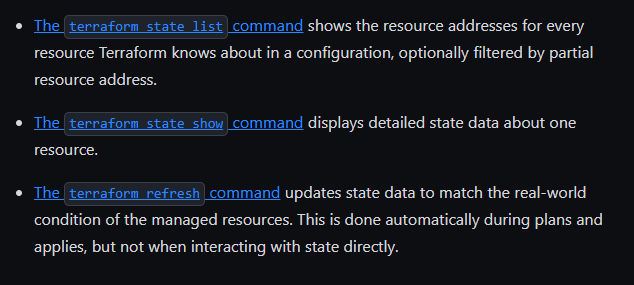 The terraform state list command shows the resource addresses for every
resource Terraform knows about in a configuration, optionally filtered by partial
resource address.
The terraform state show command displays detailed state data about one
resource.
The terraform refresh command updates state data to match the real-world
condition of the managed resources. This is done automatically during plans and
applies, but not when interacting with state directly.